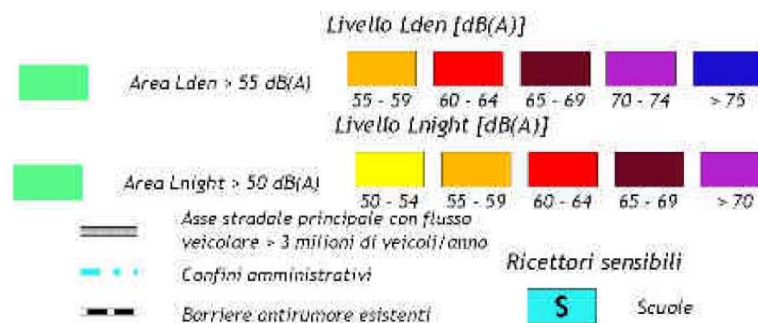 Livello Lden [dB(A)]
Area Lden > 55 dB(A)
55 - 59 60 - 64 65 - 69 70 - 74 > 75
Livello Lnight [dB(A)]
Area Lnight > 50 dB(A)
50 - 54 55 - 59 60 - 64 65 - 69 > 70
Asse stradale principale con flusso
veicolare > 3 milioni di veicoli/anno
Confini amministrativi
Barriere antirumore esistenti
Ricettori sensibili
S Scuole